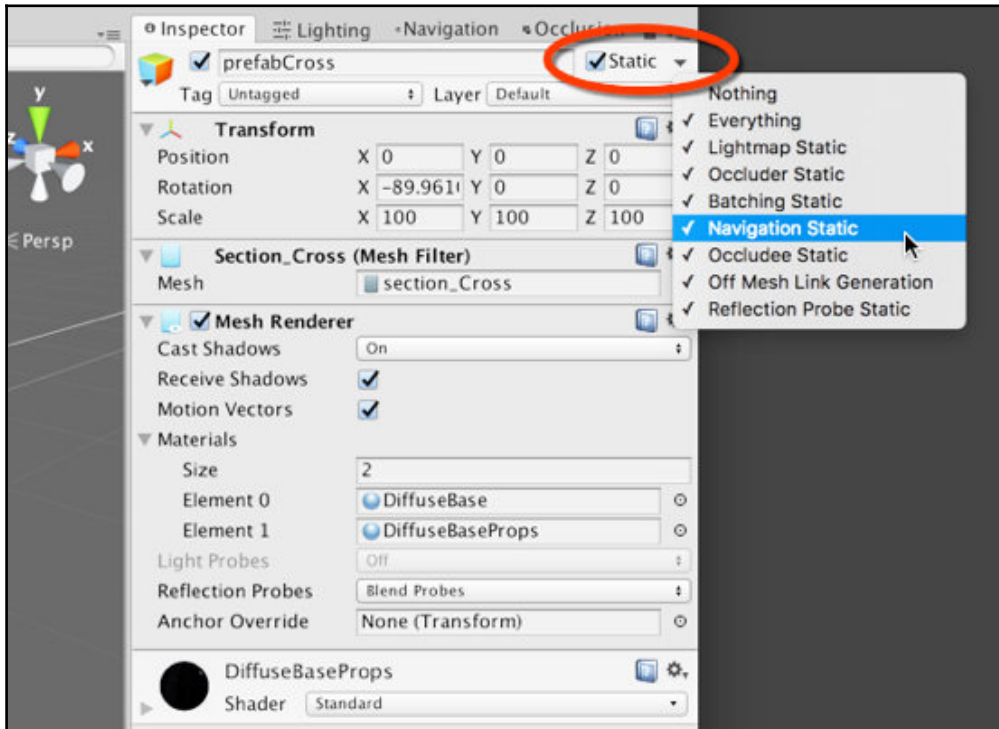 Inspector Lighting Navigation Occlusion
prefabCross Static
Tag Untagged Layer Default
Nothing
Everything
Lightmap Static
Occluder Static
Batching Static
Navigation Static
Occludee Static
Off Mesh Link Generation
Reflection Probe Static
y
z x
Persp
Transform
Position X 0 Y 0 Z 0
Rotation X -89.961 Y 0 Z 0
Scale X 100 Y 100 Z 100
Section_Cross (Mesh Filter)
Mesh section_Cross
Mesh Renderer
Cast Shadows On
Receive Shadows
Motion Vectors
Materials
Size 2
Element 0 DiffuseBase
Element 1 DiffuseBaseProps
Light Probes Off
Reflection Probes Blend Probes
Anchor Override None (Transform)
DiffuseBaseProps
Shader Standard